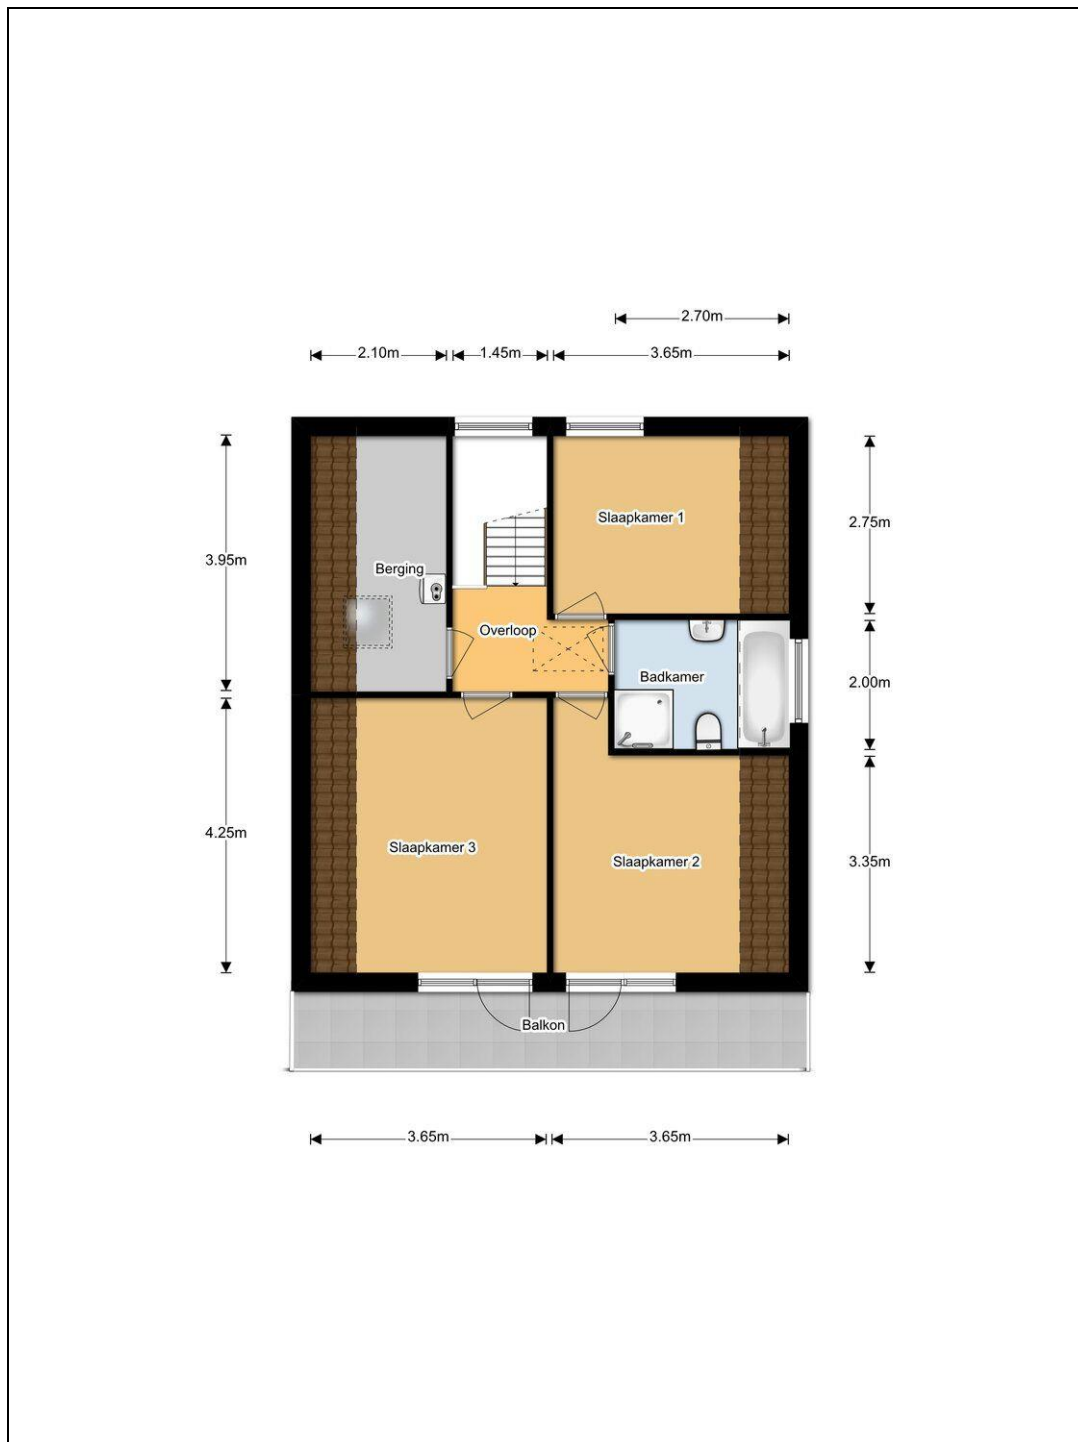 2.70m
2.10m
1.45m
3.65m
Slaapkamer 1
2.75m
3.95m
Berging
Overloop
Badkamer
2.00m
4.25m
Slaapkamer 3
Slaapkamer 2
3.35m
Balkon
3.65m
3.65m